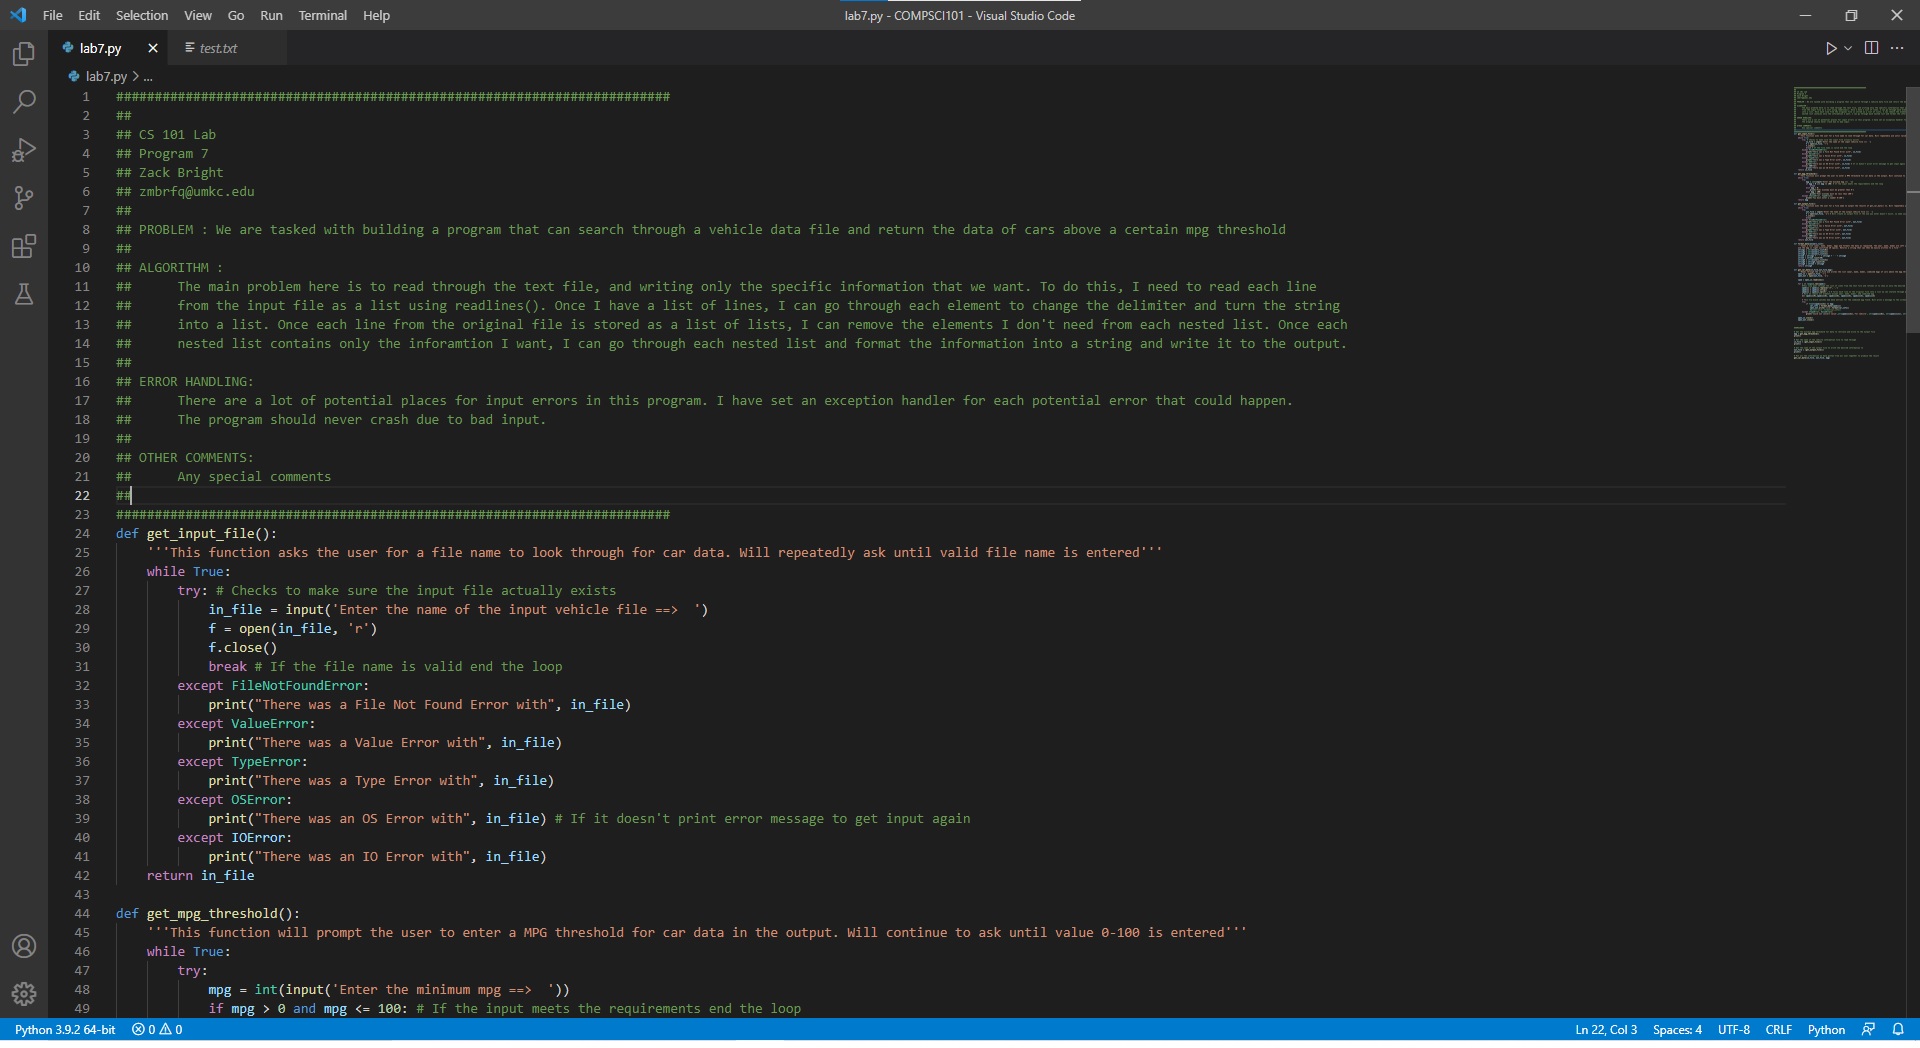 File Edit Selection View Go Run Terminal Help
lab7.py - COMPSCI101 - Visual Studio Code
lab7.py test.txt
lab7.py > ...
1 ########################################################################
2 ##
3 ## CS 101 Lab
4 ## Program 7
5 ## Zack Bright
6 ## zmbrfq@umkc.edu
7 ##
8 ## PROBLEM : We are tasked with building a program that can search through a vehicle data file and return the data of cars above a certain mpg threshold
9 ##
10 ## ALGORITHM :
11 ##      The main problem here is to read through the text file, and writing only the specific information that we want. To do this, I need to read each line
12 ##      from the input file as a list using readlines(). Once I have a list of lines, I can go through each element to change the delimiter and turn the string
13 ##      into a list. Once each line from the original file is stored as a list of lists, I can remove the elements I don't need from each nested list. Once each
14 ##      nested list contains only the inforamtion I want, I can go through each nested list and format the information into a string and write it to the output.
15 ##
16 ## ERROR HANDLING:
17 ##      There are a lot of potential places for input errors in this program. I have set an exception handler for each potential error that could happen.
18 ##      The program should never crash due to bad input.
19 ##
20 ## OTHER COMMENTS:
21 ##      Any special comments
22 ##
23 ########################################################################
24 def get_input_file():
25     '''This function asks the user for a file name to look through for car data. Will repeatedly ask until valid file name is entered'''
26     while True:
27         try: # Checks to make sure the input file actually exists
28             in_file = input('Enter the name of the input vehicle file ==>  ')
29             f = open(in_file, 'r')
30             f.close()
31             break # If the file name is valid end the loop
32         except FileNotFoundError:
33             print("There was a File Not Found Error with", in_file)
34         except ValueError:
35             print("There was a Value Error with", in_file)
36         except TypeError:
37             print("There was a Type Error with", in_file)
38         except OSError:
39             print("There was an OS Error with", in_file) # If it doesn't print error message to get input again
40         except IOError:
41             print("There was an IO Error with", in_file)
42     return in_file
43
44 def get_mpg_threshold():
45     '''This function will prompt the user to enter a MPG threshold for car data in the output. Will continue to ask until value 0-100 is entered'''
46     while True:
47         try:
48             mpg = int(input('Enter the minimum mpg ==>  '))
49             if mpg > 0 and mpg <= 100: # If the input meets the requirements end the loop
Python 3.9.2 64-bit 0 0 Ln 22, Col 3 Spaces: 4 UTF-8 CRLF Python